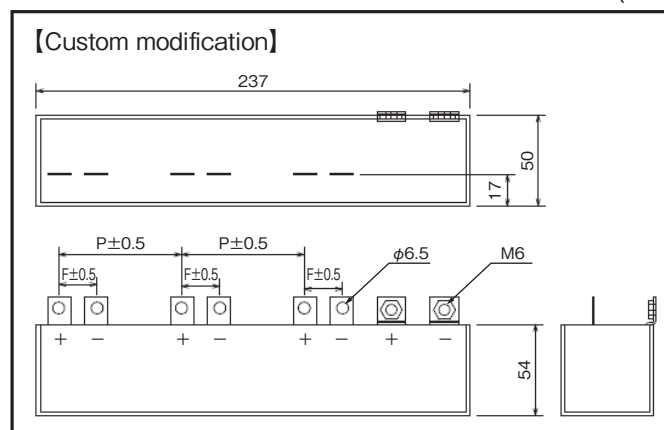 【Custom modification】
237
50
17
P±0.5 P±0.5
F±0.5 F±0.5 F±0.5 φ6.5 M6
+ − + − + − + −
54